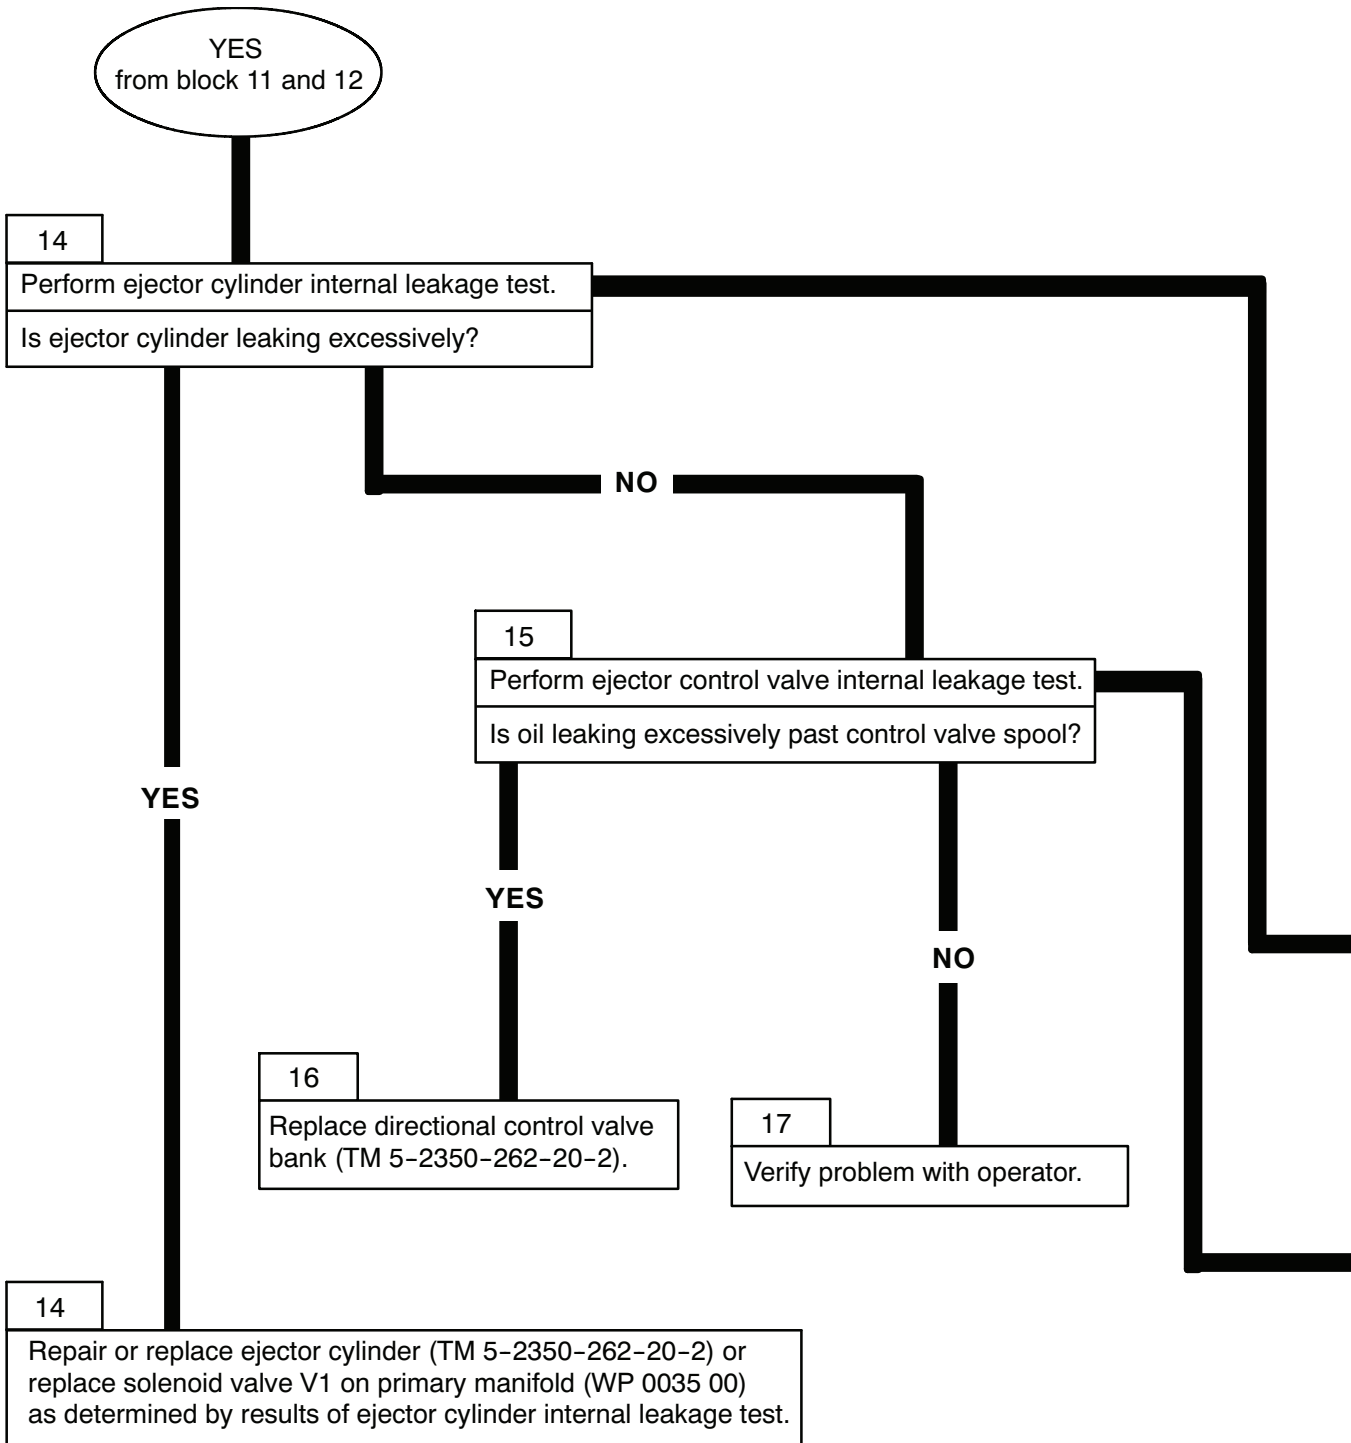 YES
from block 11 and 12
14
Perform ejector cylinder internal leakage test.
Is ejector cylinder leaking excessively?
NO
15
Perform ejector control valve internal leakage test.
Is oil leaking excessively past control valve spool?
YES
YES
NO
16
Replace directional control valve
bank (TM 5-2350-262-20-2).
17
Verify problem with operator.
14
Repair or replace ejector cylinder (TM 5-2350-262-20-2) or
replace solenoid valve V1 on primary manifold (WP 0035 00)
as determined by results of ejector cylinder internal leakage test.